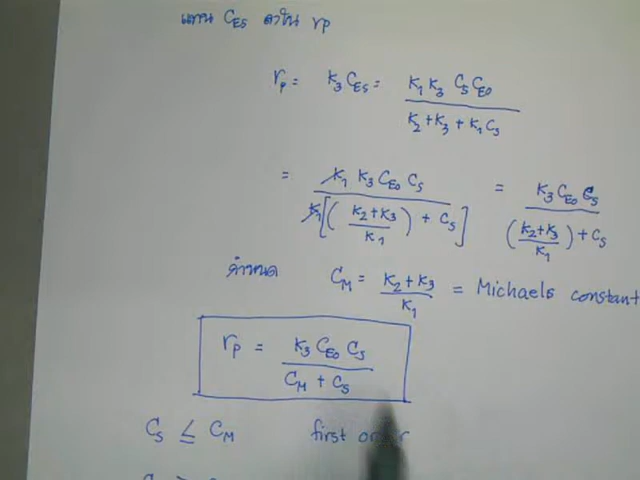 แทน C_ES ลงใน r_p
r_p = k_3 C_ES = k_1 k_3 C_S C_E0 / (k_2 + k_3 + k_1 C_S)
= k_1 k_3 C_E0 C_S / k_1[((k_2 + k_3)/k_1) + C_S] = k_3 C_E0 C_S / (((k_2 + k_3)/k_1) + C_S)
กำหนด C_M = (k_2 + k_3)/k_1 = Michaels constant
r_p = k_3 C_E0 C_S / (C_M + C_S)
C_S ≤ C_M first order